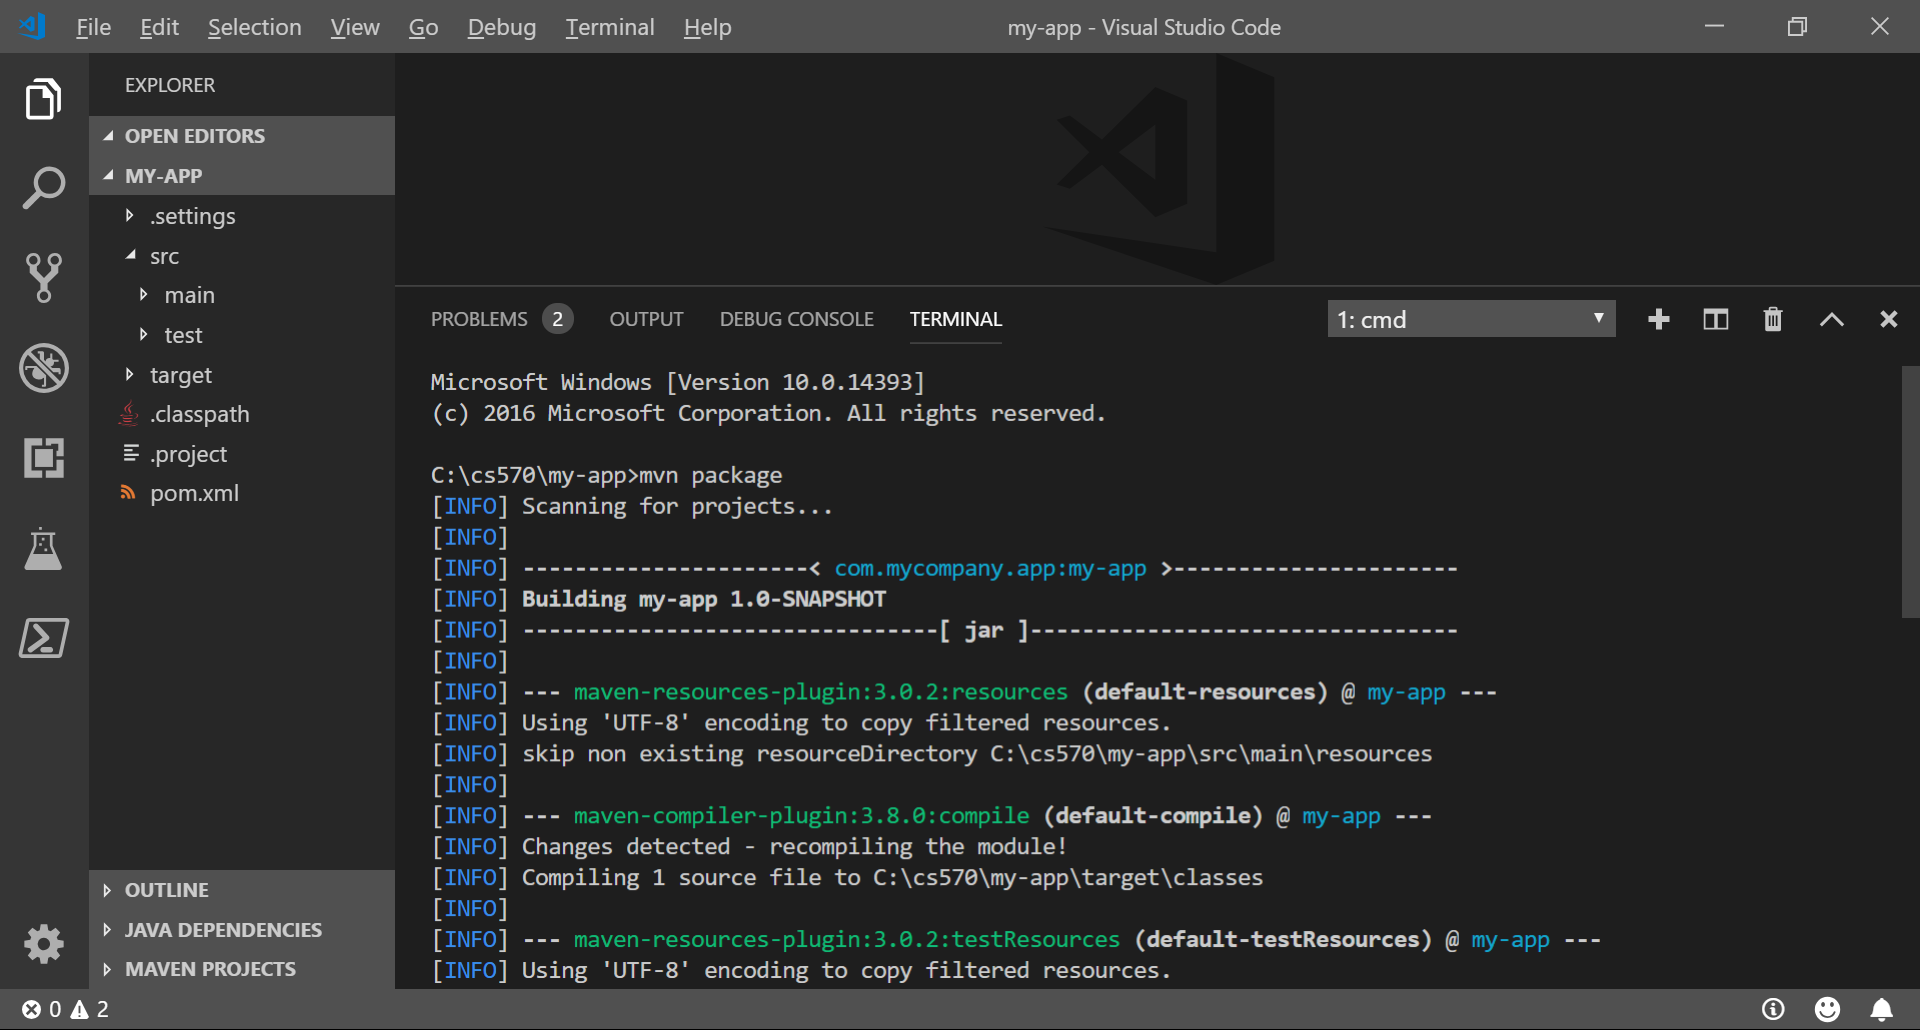 File Edit Selection View Go Debug Terminal Help
my-app - Visual Studio Code
EXPLORER
OPEN EDITORS
MY-APP
.settings
src
main
test
target
.classpath
.project
pom.xml
OUTLINE
JAVA DEPENDENCIES
MAVEN PROJECTS
PROBLEMS 2 OUTPUT DEBUG CONSOLE TERMINAL
1: cmd
Microsoft Windows [Version 10.0.14393]
(c) 2016 Microsoft Corporation. All rights reserved.
C:\cs570\my-app>mvn package
[INFO] Scanning for projects...
[INFO]
[INFO] ----------------------< com.mycompany.app:my-app >----------------------
[INFO] Building my-app 1.0-SNAPSHOT
[INFO] --------------------------------[ jar ]---------------------------------
[INFO]
[INFO] --- maven-resources-plugin:3.0.2:resources (default-resources) @ my-app ---
[INFO] Using 'UTF-8' encoding to copy filtered resources.
[INFO] skip non existing resourceDirectory C:\cs570\my-app\src\main\resources
[INFO]
[INFO] --- maven-compiler-plugin:3.8.0:compile (default-compile) @ my-app ---
[INFO] Changes detected - recompiling the module!
[INFO] Compiling 1 source file to C:\cs570\my-app\target\classes
[INFO]
[INFO] --- maven-resources-plugin:3.0.2:testResources (default-testResources) @ my-app ---
[INFO] Using 'UTF-8' encoding to copy filtered resources.
0 2